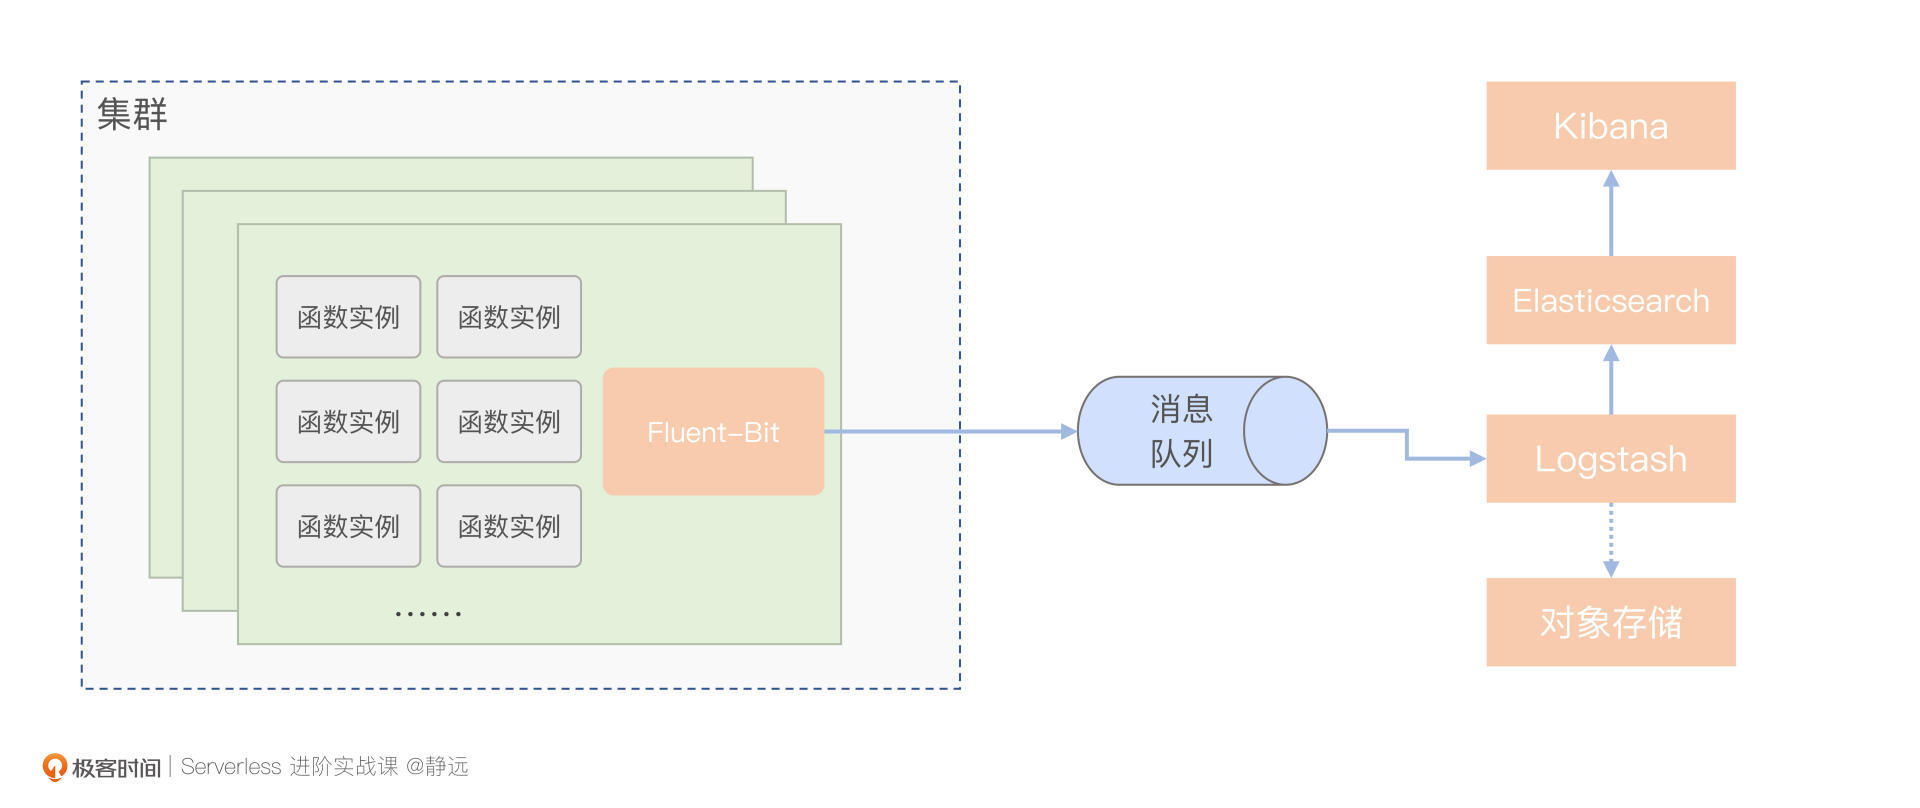 集群
函数实例
函数实例
函数实例
函数实例
函数实例
函数实例
......
Fluent-Bit
消息
队列
Kibana
Elasticsearch
Logstash
对象存储
极客时间 | Serverless 进阶实战课 @静远